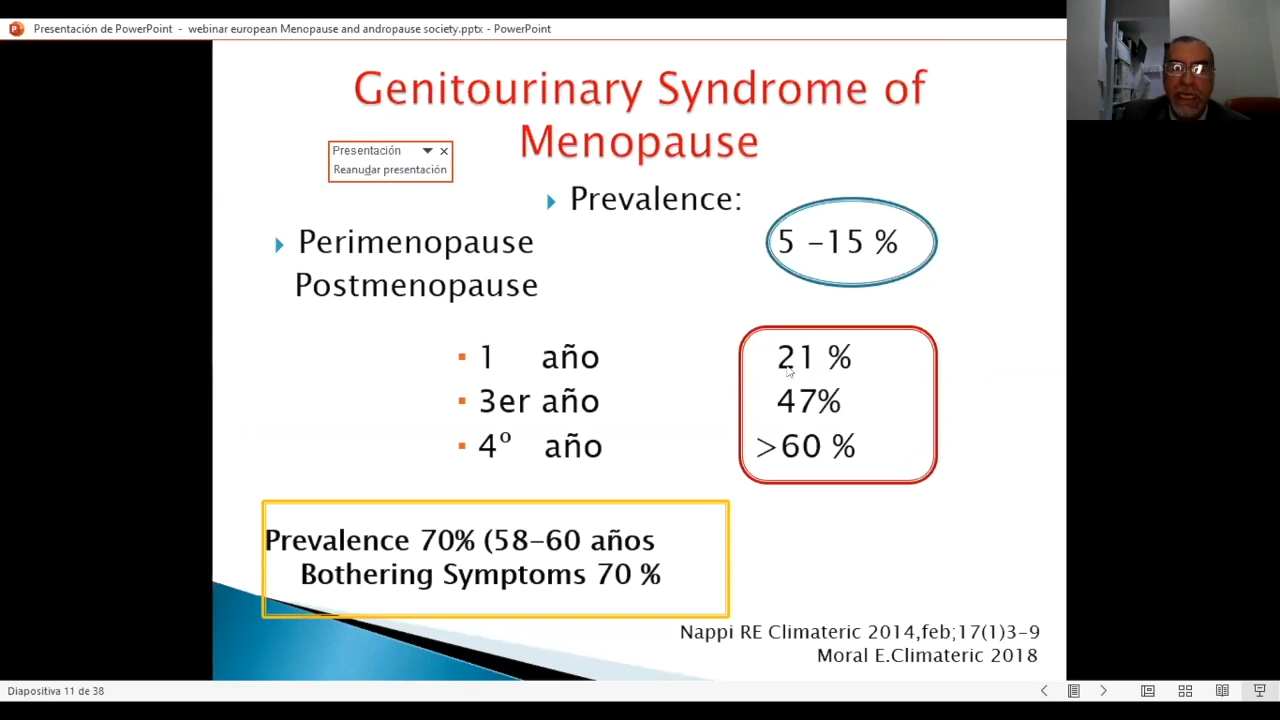 Presentación de PowerPoint - webinar european Menopause and andropause society.pptx - PowerPoint
Genitourinary Syndrome of
Menopause
Presentación
Reanudar presentación
Prevalence:
Perimenopause 5 -15 %
Postmenopause
1 año 21 %
3er año 47%
4º año >60 %
Prevalence 70% (58-60 años
Bothering Symptoms 70 %
Nappi RE Climateric 2014,feb;17(1)3-9
Moral E.Climateric 2018
Diapositiva 11 de 38